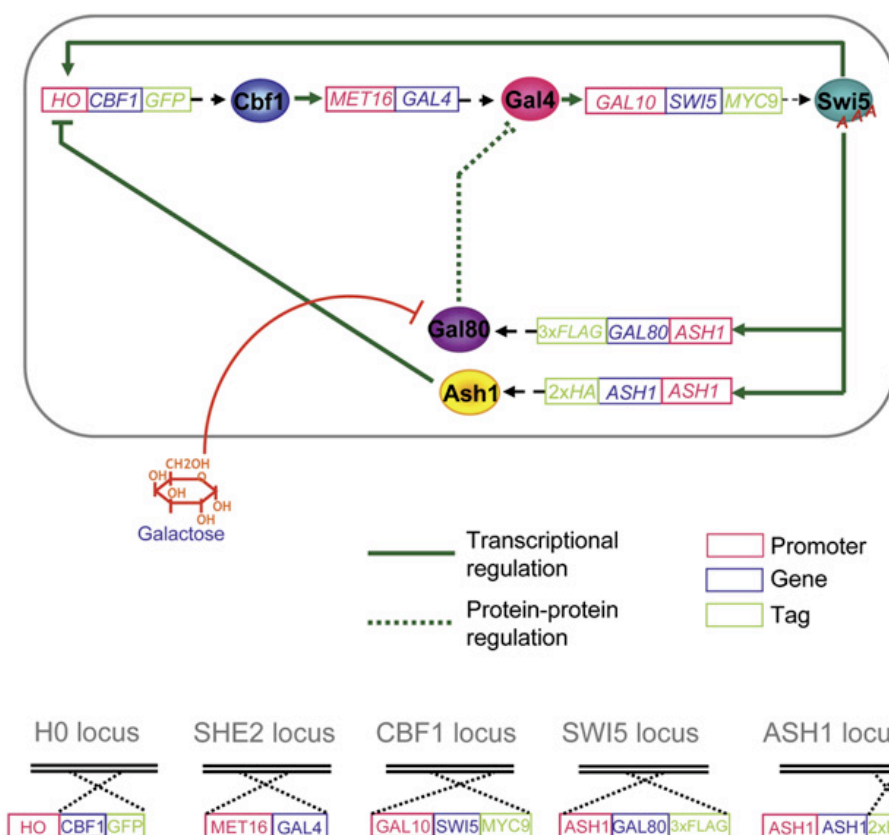 HO CBF1 GFP Cbf1 MET16 GAL4 Gal4 GAL10 SWI5 MYC9 Swi5
A A A
Gal80 3xFLAG GAL80 ASH1
Ash1 2xHA ASH1 ASH1
CH2OH
OH O
OH OH
OH
Galactose
Transcriptional
regulation
Protein-protein
regulation
Promoter
Gene
Tag
H0 locus SHE2 locus CBF1 locus SWI5 locus ASH1
HO CBF1 GFP MET16 GAL4 GAL10 SWI5 MYC9 ASH1 GAL80 3xFLAG ASH1 ASH1